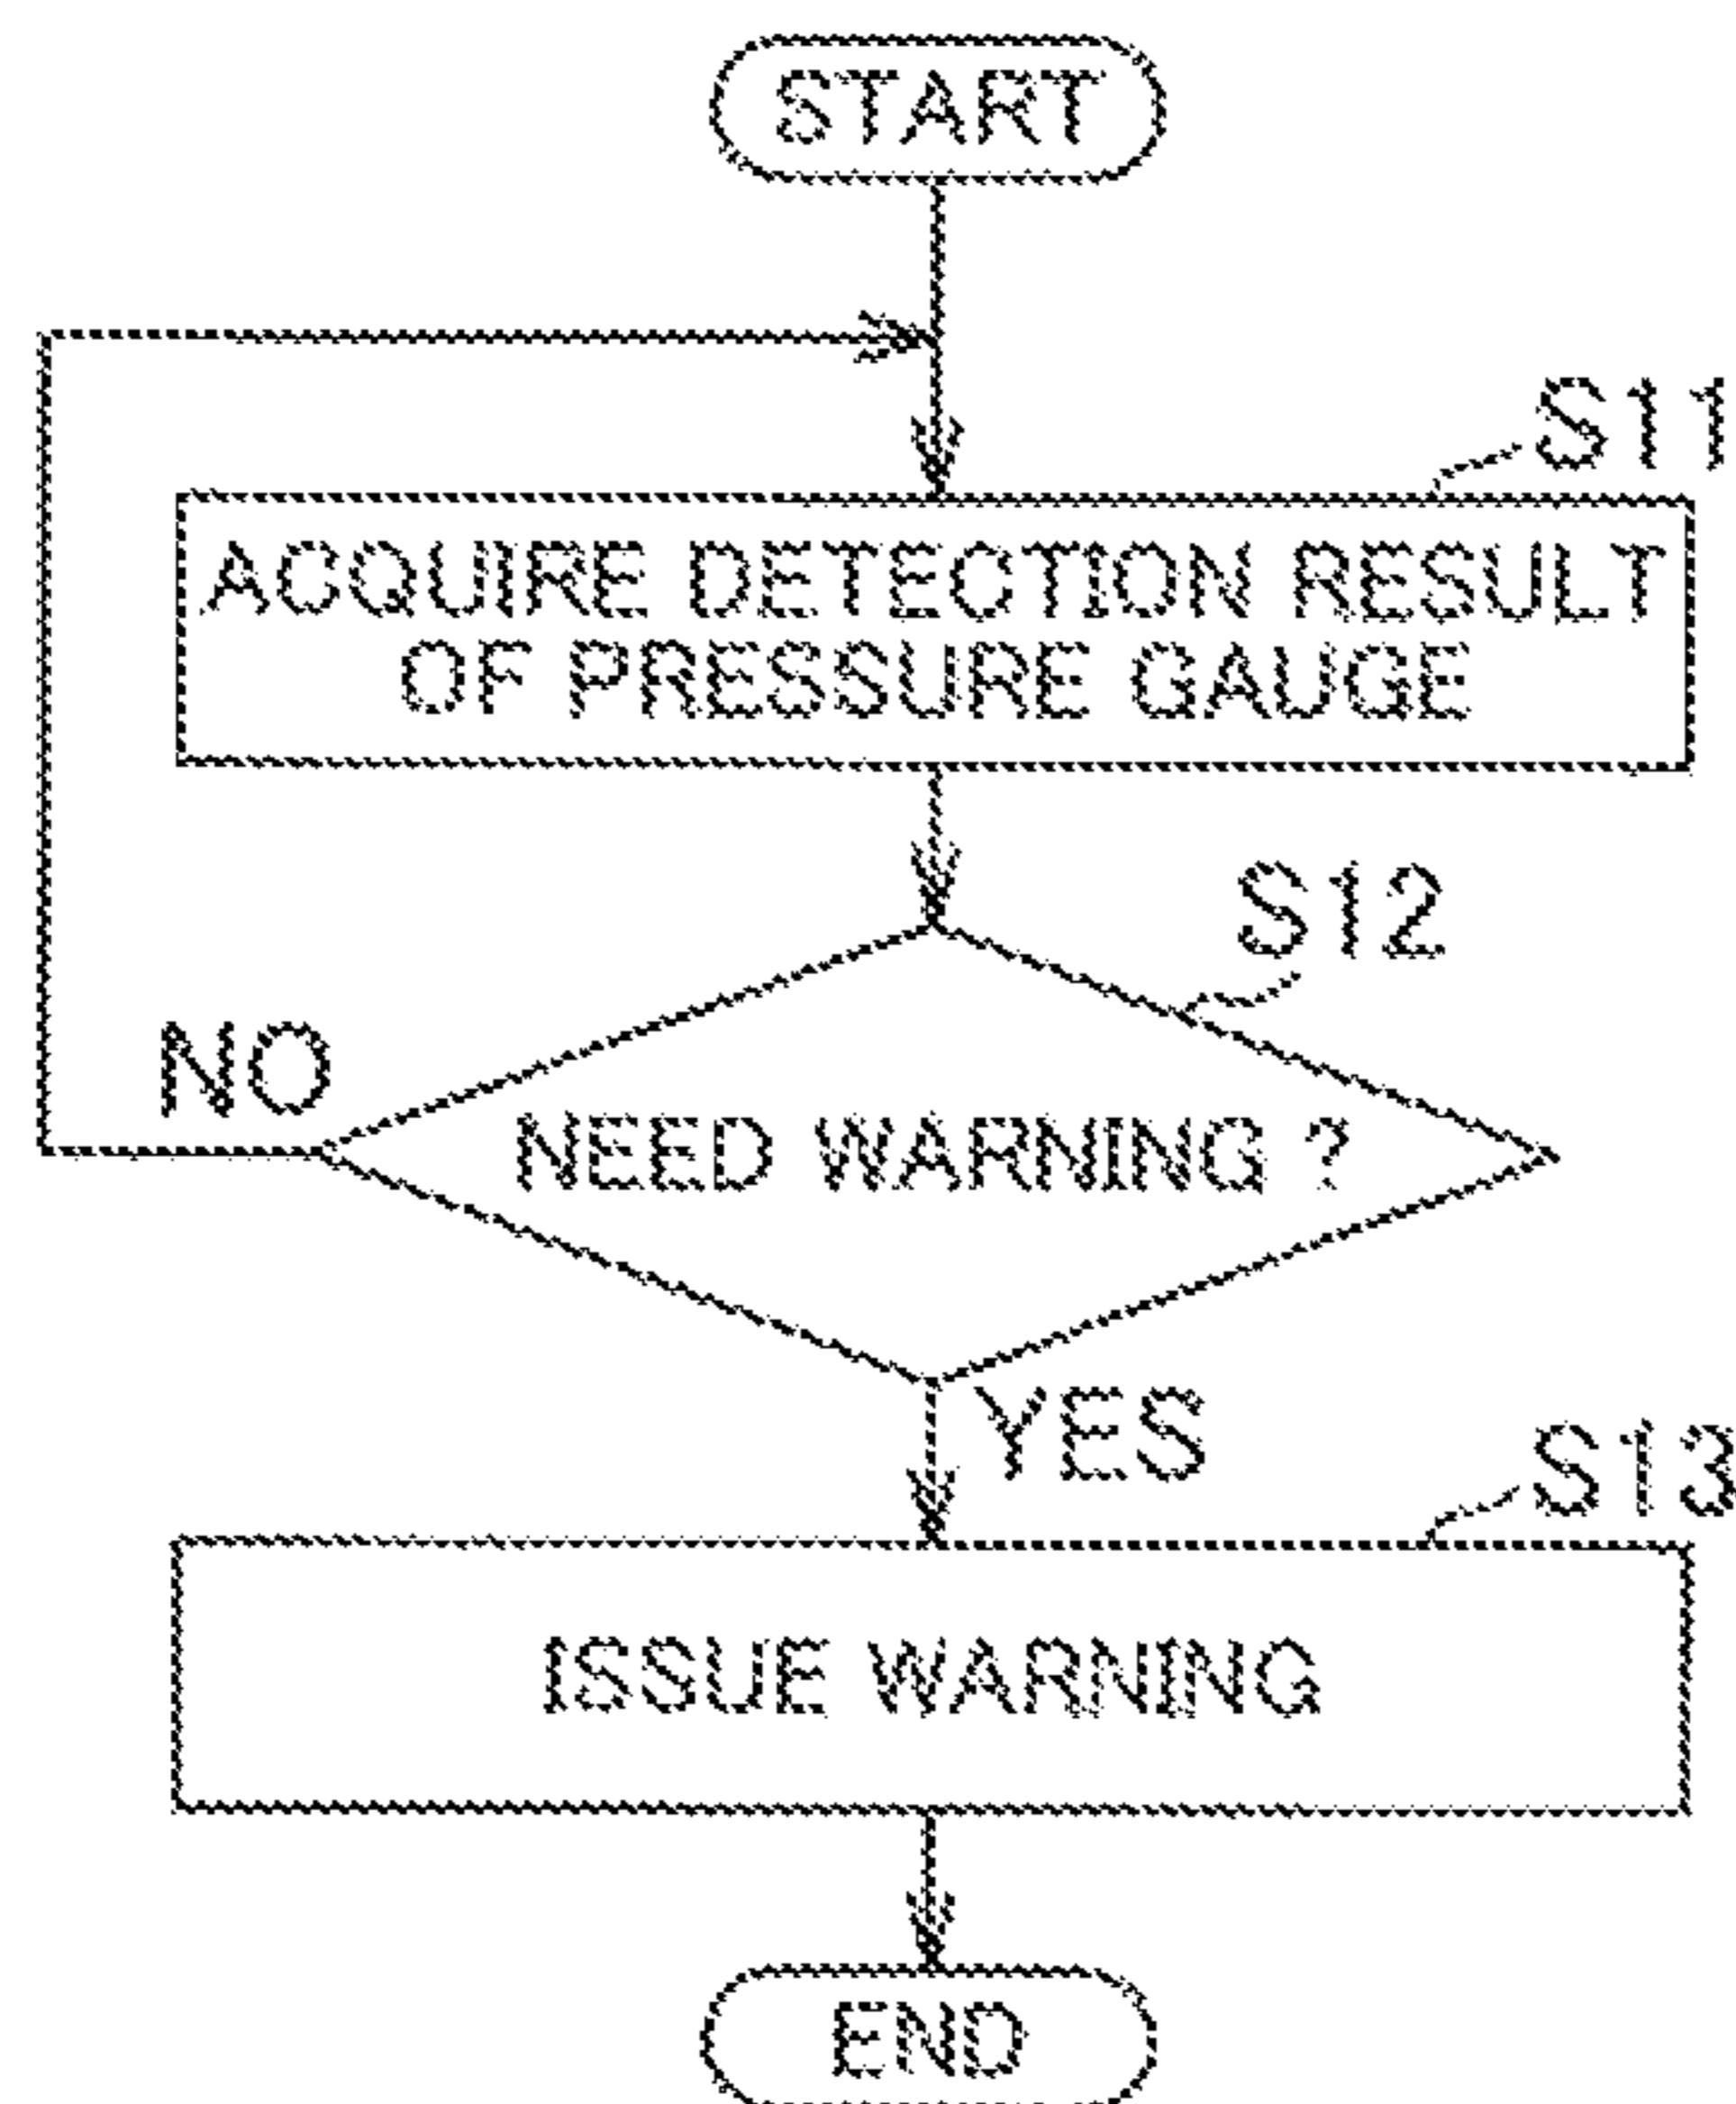 START
S11
ACQUIRE DETECTION RESULT
OF PRESSURE GAUGE
S12
NO
NEED WARNING ?
YES
S13
ISSUE WARNING
END